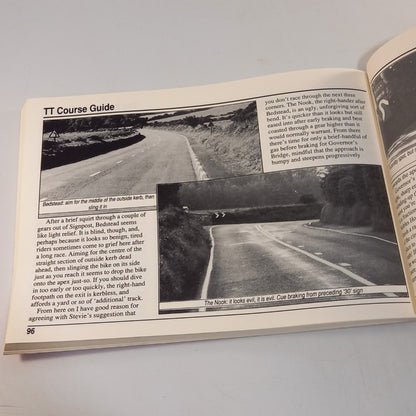 TT Course Guide
Bedstead: aim for the middle of the outside kerb, then
sling it in
After a brief squirt through a couple of
gears out of Signpost, Bedstead seems
like light relief. It is blind, though, and,
perhaps because it looks so benign, tired
riders sometimes come to grief here after
a long race. Aiming for the centre of the
straight section of outside kerb dead
ahead, then slinging the bike on its side
just as you reach it seems to drop the bike
onto the apex just-so. If you should dive
in too early or too quickly, the right-hand
footpath on the exit is kerbless, and
affords a yard or so of 'additional' track.
From here on I have good reason for
agreeing with Stevie's suggestion that
you don't race through the next three
corners. The Nook, the right-hander after
Bedstead, is an ugly, unforgiving sort of
bend. It's quicker than it looks but still
eased into after early braking and best
coasted through a gear higher than it
would normally warrant. From there
there's time for only a brief-handful of
gas before braking for Governor's
Bridge, mindful that the approach is
bumpy and steepens progressively
The Nook: it looks evil, it is evil. Cue braking from preceding '30' sign
96